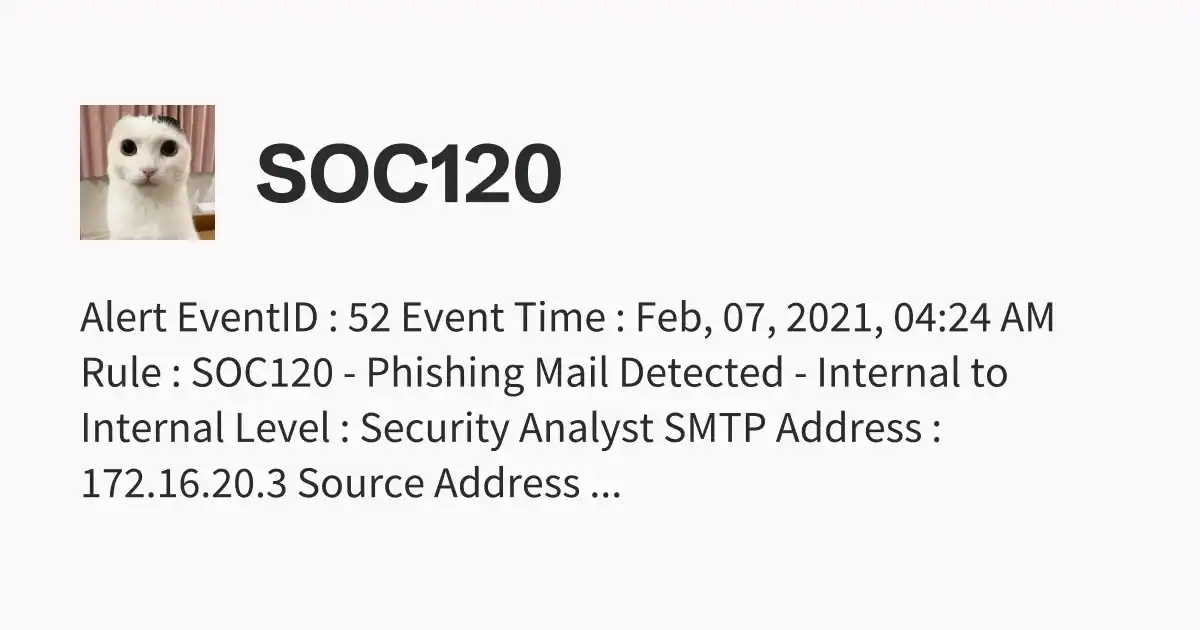 SOC120
Alert EventID : 52 Event Time : Feb, 07, 2021, 04:24 AM
Rule : SOC120 - Phishing Mail Detected - Internal to
Internal Level : Security Analyst SMTP Address :
172.16.20.3 Source Address ...